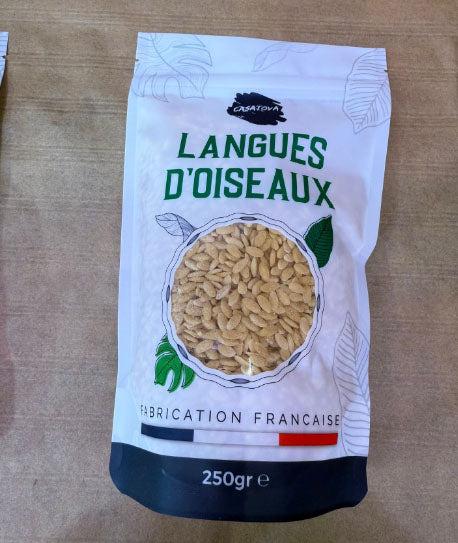 CASATOVA
LANGUES
D'OISEAUX
FABRICATION FRANCAISE
250gr ℮